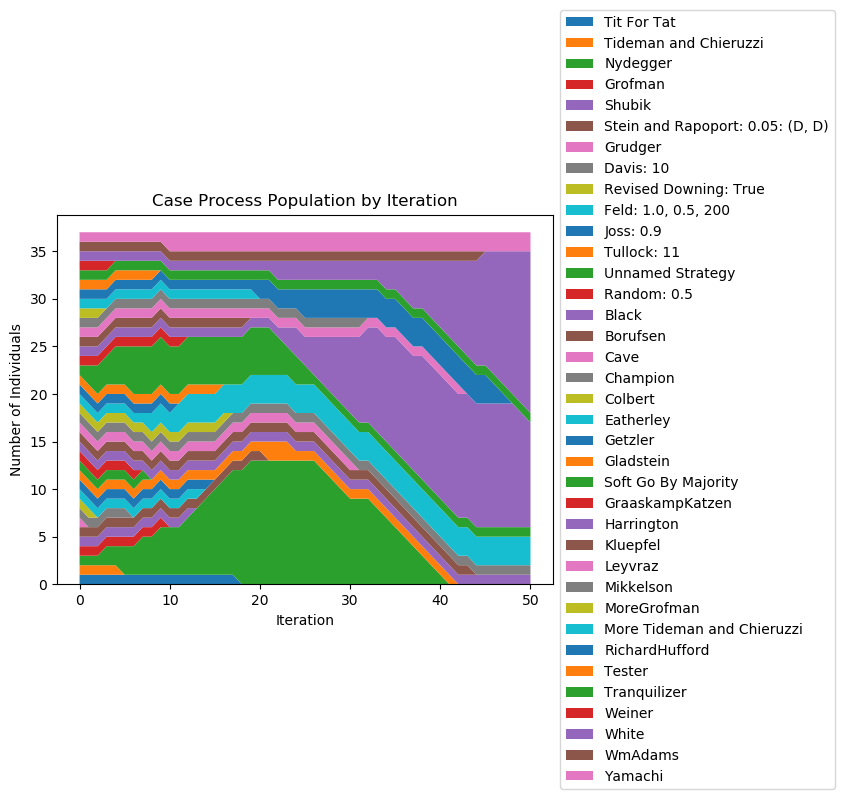 Case Process Population by Iteration
Number of Individuals
35
30
25
20
15
10
5
0
0 10 20 30 40 50
Iteration
Tit For Tat
Tideman and Chieruzzi
Nydegger
Grofman
Shubik
Stein and Rapoport: 0.05: (D, D)
Grudger
Davis: 10
Revised Downing: True
Feld: 1.0, 0.5, 200
Joss: 0.9
Tullock: 11
Unnamed Strategy
Random: 0.5
Black
Borufsen
Cave
Champion
Colbert
Eatherley
Getzler
Gladstein
Soft Go By Majority
GraaskampKatzen
Harrington
Kluepfel
Leyvraz
Mikkelson
MoreGrofman
More Tideman and Chieruzzi
RichardHufford
Tester
Tranquilizer
Weiner
White
WmAdams
Yamachi